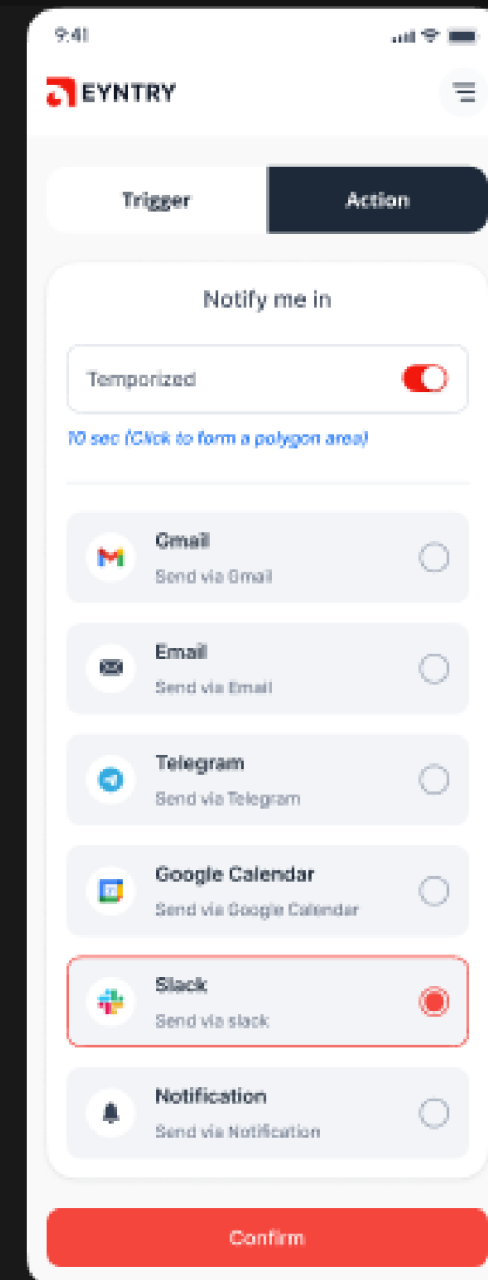 9:41
EYNTRY
Trigger
Action
Notify me in
Temporized
10 sec (Click to form a polygon area)
Gmail
Send via Gmail
Email
Send via Email
Telegram
Send via Telegram
Google Calendar
Send via Google Calendar
Slack
Send via slack
Notification
Send via Notification
Confirm